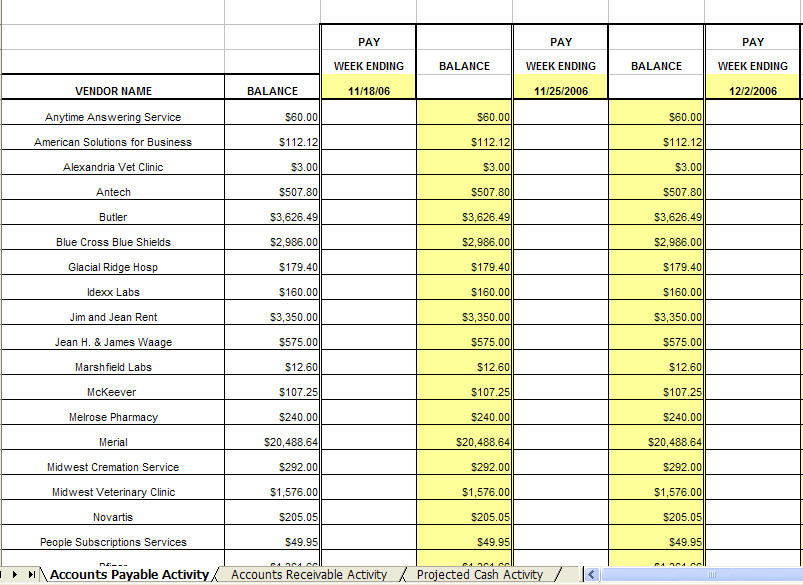 PAY PAY PAY
WEEK ENDING BALANCE WEEK ENDING BALANCE WEEK ENDING
VENDOR NAME BALANCE 11/18/06 11/25/2006 12/2/2006
Anytime Answering Service $60.00 $60.00 $60.00
American Solutions for Business $112.12 $112.12 $112.12
Alexandria Vet Clinic $3.00 $3.00 $3.00
Antech $507.80 $507.80 $507.80
Butler $3,626.49 $3,626.49 $3,626.49
Blue Cross Blue Shields $2,986.00 $2,986.00 $2,986.00
Glacial Ridge Hosp $179.40 $179.40 $179.40
Idexx Labs $160.00 $160.00 $160.00
Jim and Jean Rent $3,350.00 $3,350.00 $3,350.00
Jean H. & James Waage $575.00 $575.00 $575.00
Marshfield Labs $12.60 $12.60 $12.60
McKeever $107.25 $107.25 $107.25
Melrose Pharmacy $240.00 $240.00 $240.00
Merial $20,488.64 $20,488.64 $20,488.64
Midwest Cremation Service $292.00 $292.00 $292.00
Midwest Veterinary Clinic $1,576.00 $1,576.00 $1,576.00
Novartis $205.05 $205.05 $205.05
People Subscriptions Services $49.95 $49.95 $49.95
Accounts Payable Activity Accounts Receivable Activity Projected Cash Activity